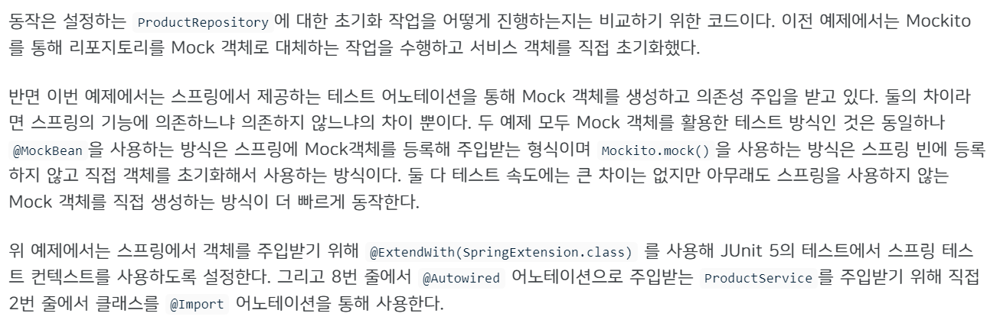 동작은 설정하는 ProductRepository 에 대한 초기화 작업을 어떻게 진행하는지는 비교하기 위한 코드이다. 이전 예제에서는 Mockito
를 통해 리포지토리를 Mock 객체로 대체하는 작업을 수행하고 서비스 객체를 직접 초기화했다.
반면 이번 예제에서는 스프링에서 제공하는 테스트 어노테이션을 통해 Mock 객체를 생성하고 의존성 주입을 받고 있다. 둘의 차이라
면 스프링의 기능에 의존하느냐 의존하지 않느냐의 차이 뿐이다. 두 예제 모두 Mock 객체를 활용한 테스트 방식인 것은 동일하나
@MockBean 을 사용하는 방식은 스프링에 Mock객체를 등록해 주입받는 형식이며 Mockito.mock() 을 사용하는 방식은 스프링 빈에 등록
하지 않고 직접 객체를 초기화해서 사용하는 방식이다. 둘 다 테스트 속도에는 큰 차이는 없지만 아무래도 스프링을 사용하지 않는
Mock 객체를 직접 생성하는 방식이 더 빠르게 동작한다.
위 예제에서는 스프링에서 객체를 주입받기 위해 @ExtendWith(SpringExtension.class) 를 사용해 JUnit 5의 테스트에서 스프링 테스
트 컨텍스트를 사용하도록 설정한다. 그리고 8번 줄에서 @Autowired 어노테이션으로 주입받는 ProductService 를 주입받기 위해 직접
2번 줄에서 클래스를 @Import 어노테이션을 통해 사용한다.